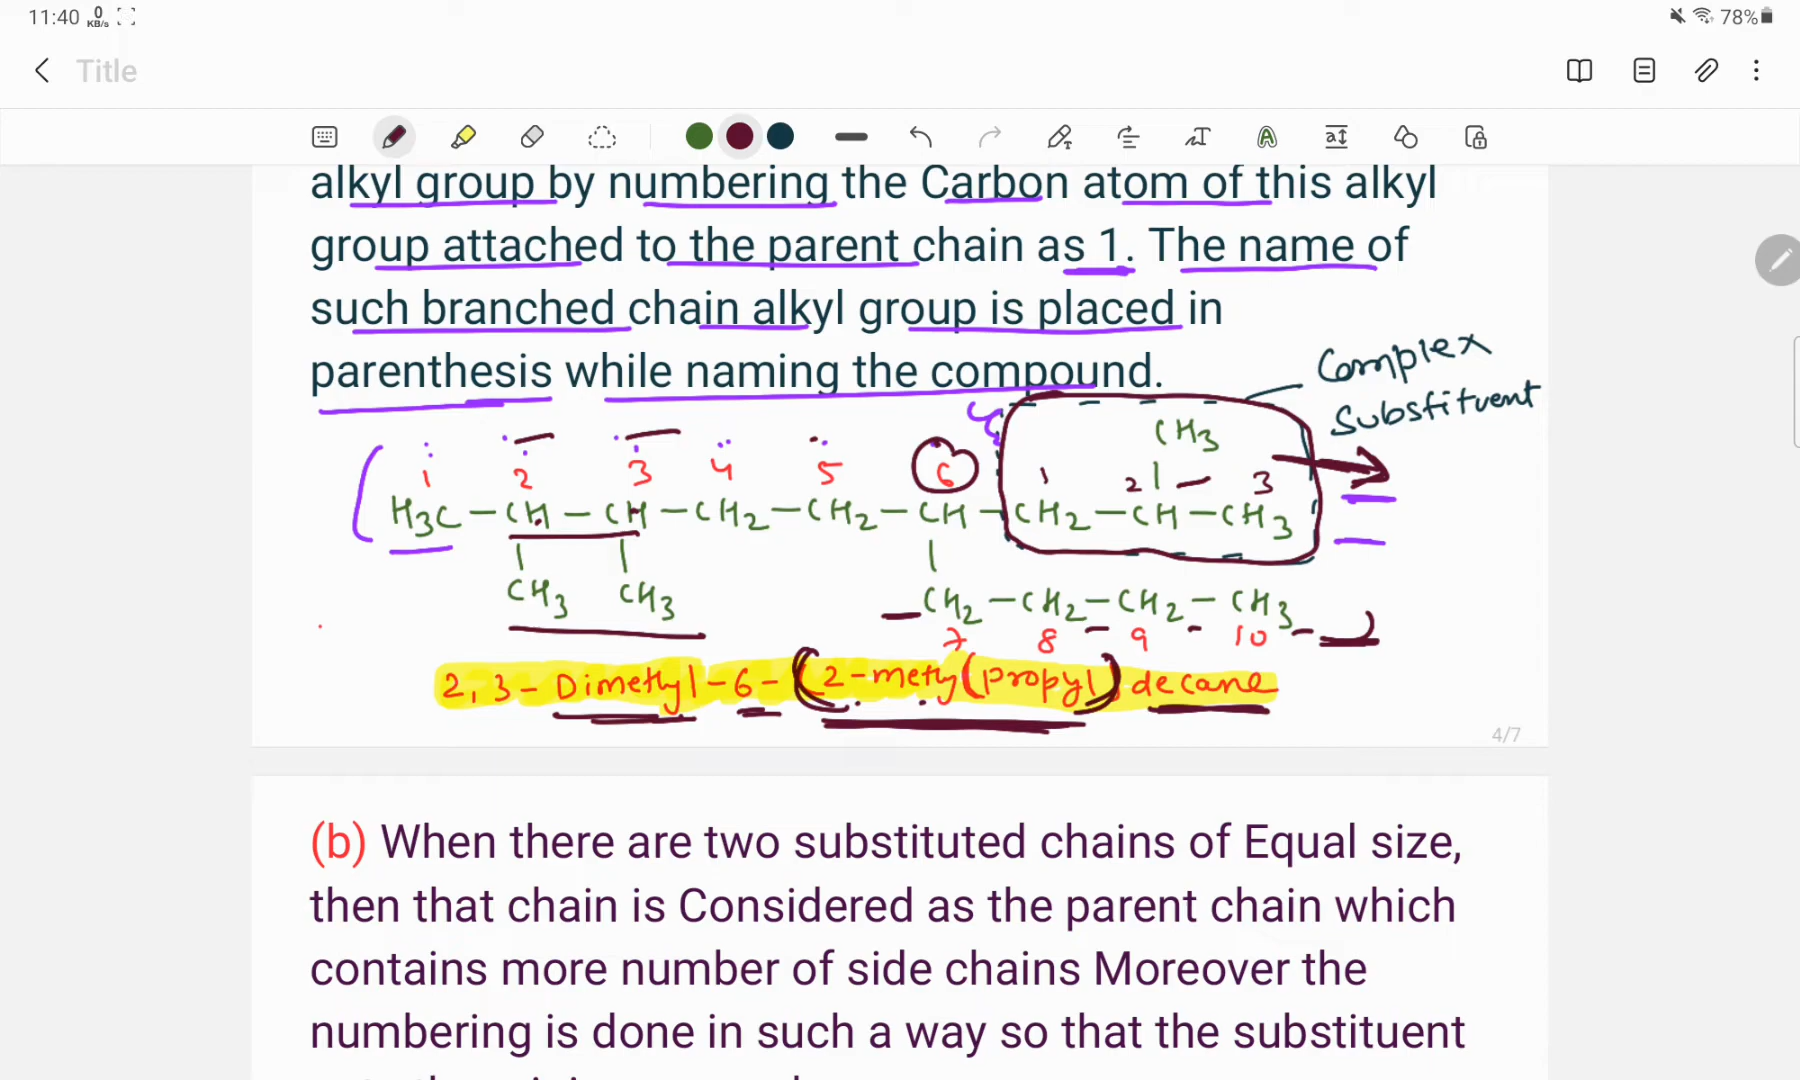 11:40 0 KB/s 78%
Title
alkyl group by numbering the Carbon atom of this alkyl
group attached to the parent chain as 1. The name of
such branched chain alkyl group is placed in
parenthesis while naming the compound.
Complex
Substituent
CH3
1 2 3 4 5 6 1 2 3
H3C – CH – CH – CH2 – CH2 – CH – CH2 – CH – CH3
CH3 CH3
CH2 – CH2 – CH2 – CH3
7 8 9 10
2,3 - Dimethyl - 6 - (2-methy(propyl) decane
4/7
(b) When there are two substituted chains of Equal size,
then that chain is Considered as the parent chain which
contains more number of side chains Moreover the
numbering is done in such a way so that the substituent